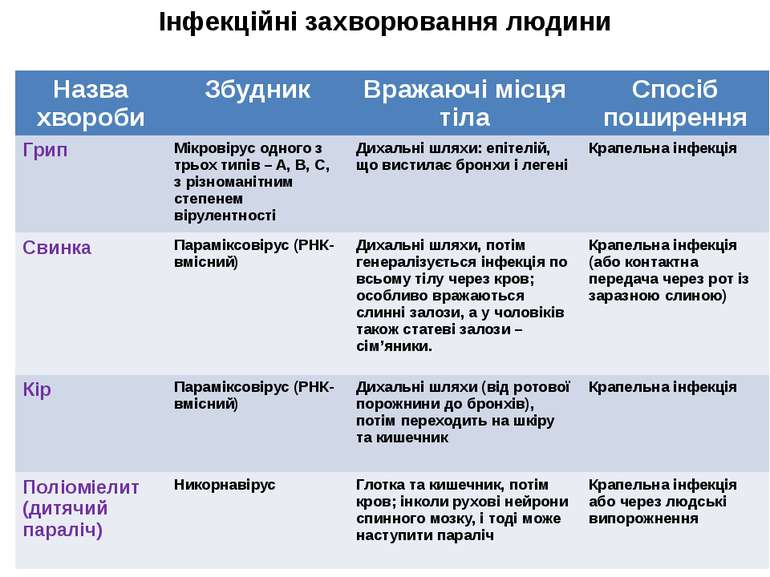 Інфекційні захворювання людини
Назва
хвороби
Збудник
Вражаючі місця
тіла
Спосіб
поширення
Грип
Мікровірус одного з
трьох типів – А, В, С,
з різноманітним
степенем
вірулентності
Дихальні шляхи: епітелій,
що вистилає бронхи і легені
Крапельна інфекція
Свинка
Параміксовірус (РНК-
вмісний)
Дихальні шляхи, потім
генералізується інфекція по
всьому тілу через кров;
особливо вражаються
слинні залози, а у чоловіків
також статеві залози –
сім’яники.
Крапельна інфекція
(або контактна
передача через рот із
заразною слиною)
Кір
Параміксовірус (РНК-
вмісний)
Дихальні шляхи (від ротової
порожнини до бронхів),
потім переходить на шкіру
та кишечник
Крапельна інфекція
Поліоміелит
(дитячий
параліч)
Никорнавірус
Глотка та кишечник, потім
кров; інколи рухові нейрони
спинного мозку, і тоді може
наступити параліч
Крапельна інфекція
або через людські
випорожнення